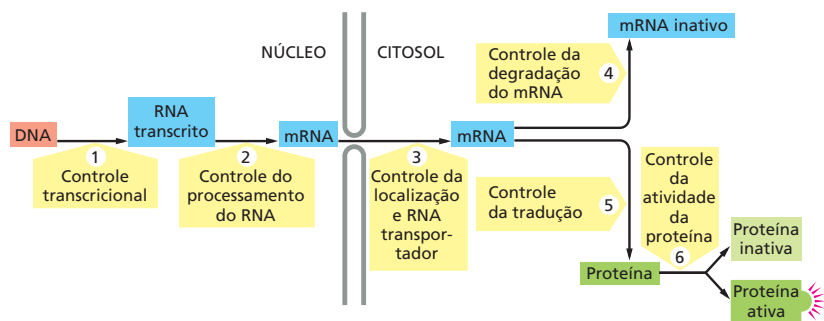 NÚCLEO
CITOSOL
DNA
1
Controle
transcricional
RNA
transcrito
2
Controle do
processamento
do RNA
mRNA
3
Controle da
localização
e RNA
transpor-
tador
mRNA
Controle da
degradação
do mRNA
4
mRNA inativo
Controle
da tradução
5
Proteína
Controle
da
atividade
da
proteína
6
Proteína
inativa
Proteína
ativa